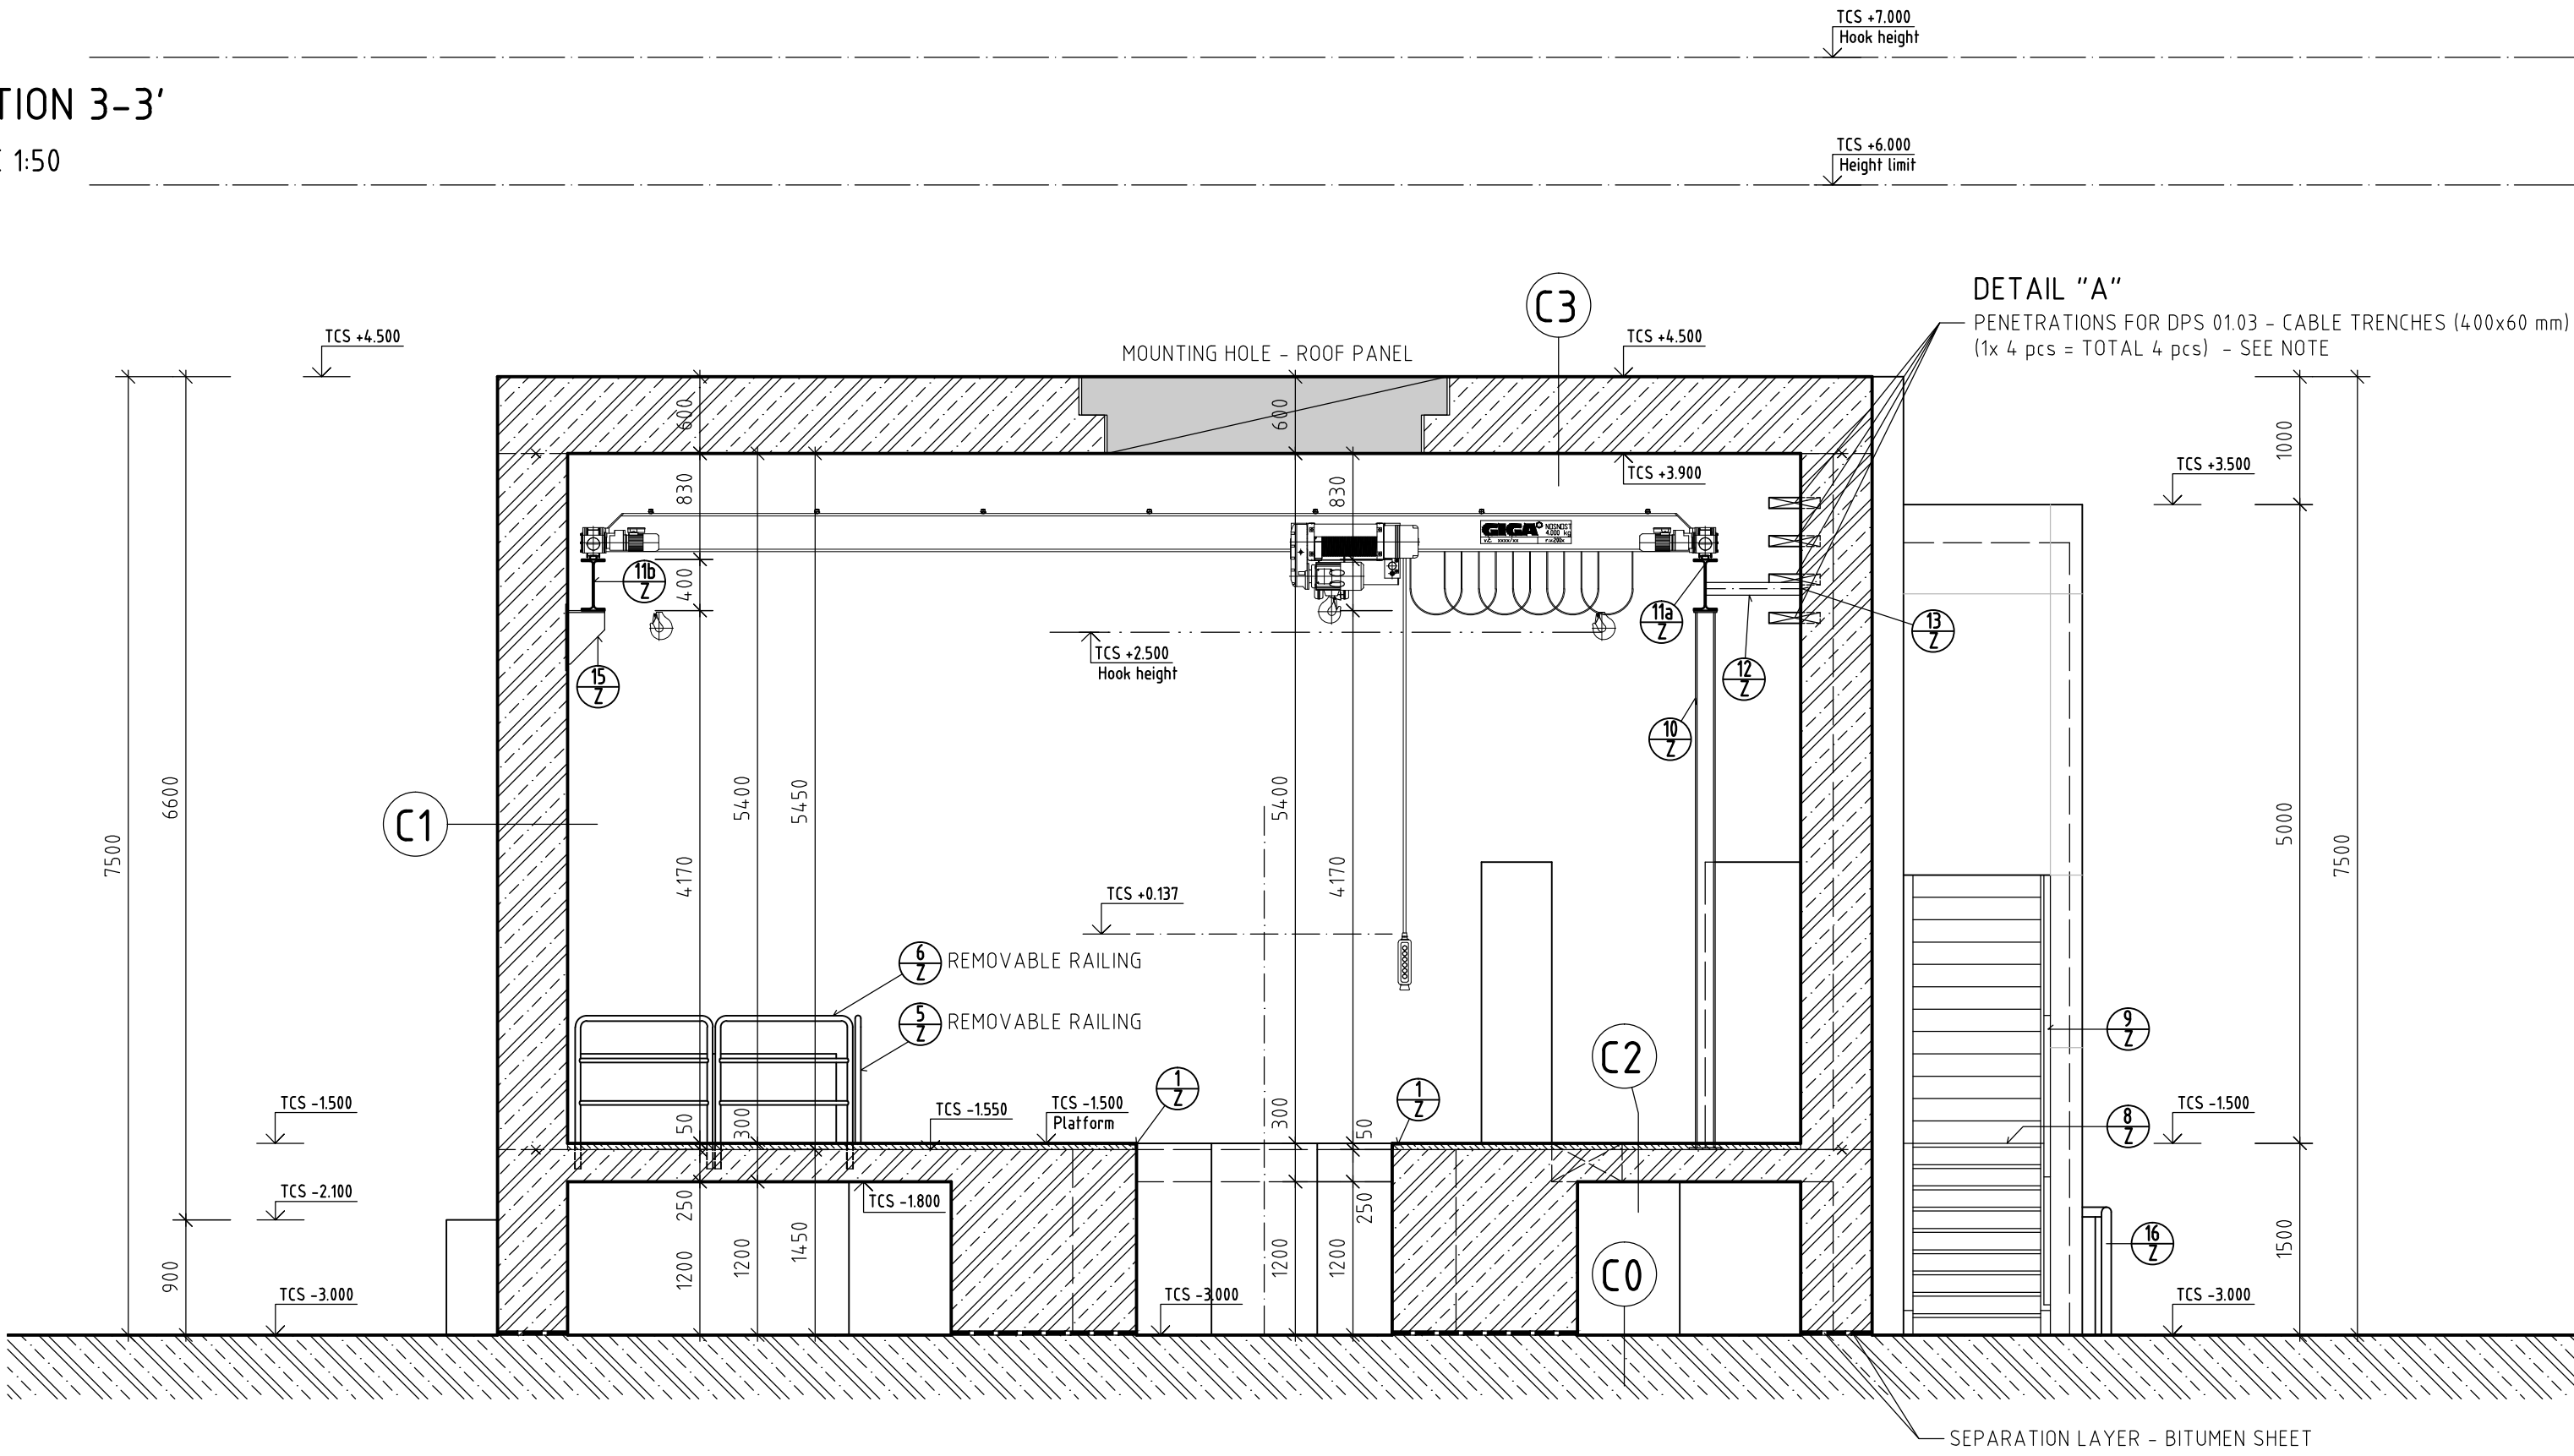 TCS +7.000
Hook height
TION 3-3'
1:50
TCS +6.000
Height limit
DETAIL "A"
PENETRATIONS FOR DPS 01.03 - CABLE TRENCHES (400x60 mm)
(1x 4 pcs = TOTAL 4 pcs) - SEE NOTE
C3
TCS +4.500
MOUNTING HOLE - ROOF PANEL
TCS +4.500
600
600
1000
TCS +3.900
TCS +3.500
830
830
GIGA
NOSNOST
4.000 kg
11b
Z
400
11a
Z
13
Z
TCS +2.500
Hook height
15
Z
12
Z
10
Z
7500
6600
C1
5400
5450
4170
5400
4170
5000
7500
TCS +0.137
6
Z
REMOVABLE RAILING
5
Z
REMOVABLE RAILING
9
Z
C2
1
Z
1
Z
TCS -1.500
50
300
TCS -1.550
TCS -1.500
Platform
300
50
8
Z
TCS -1.500
TCS -2.100
TCS -1.800
250
250
900
1200
1200
1450
1200
1200
16
Z
1500
C0
TCS -3.000
TCS -3.000
TCS -3.000
SEPARATION LAYER - BITUMEN SHEET